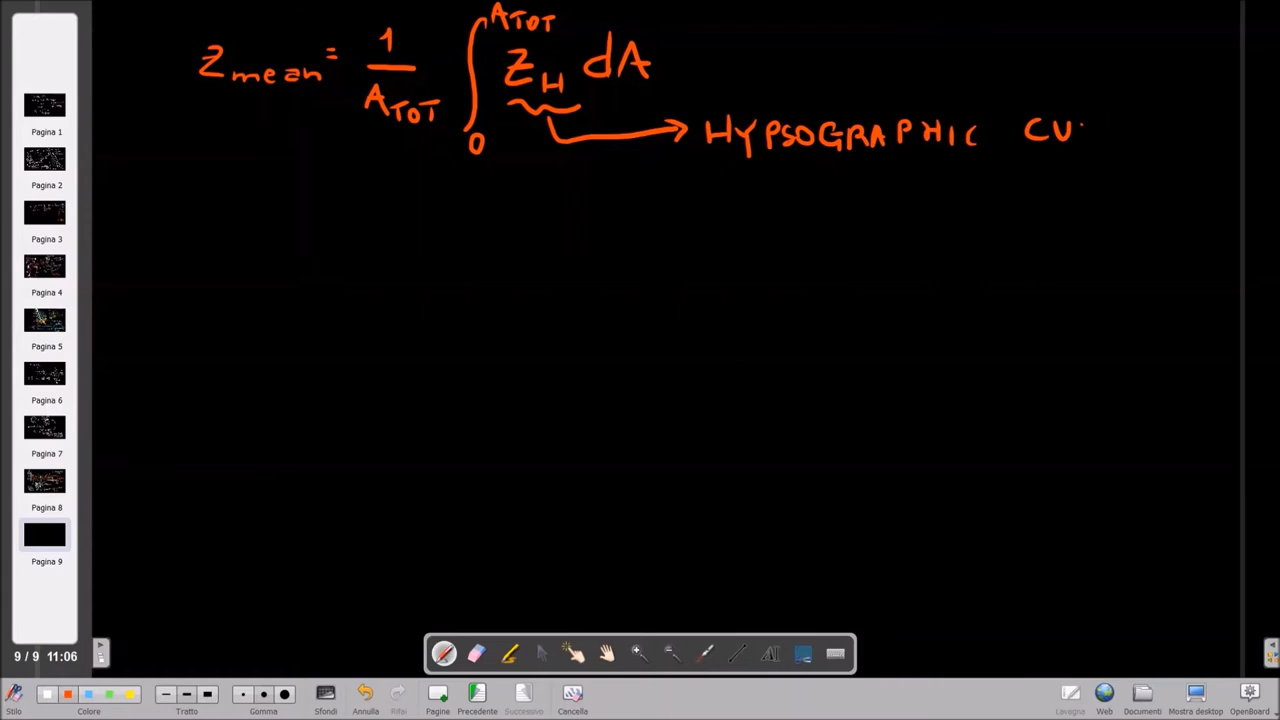 A_TOT
Z_mean = 1 / A_TOT ∫ Z_H dA
0
HYPSOGRAPHIC CU
Pagina 1
Pagina 2
Pagina 3
Pagina 4
Pagina 5
Pagina 6
Pagina 7
Pagina 8
Pagina 9
9 / 9 11:06
AI
Stilo
Colore
Tratto
Gamma
Sfondi
Annulla
Rifai
Pagine
Precedente
Successivo
Cancella
Lavagna
Web
Documenti
Mostra desktop
OpenBoard